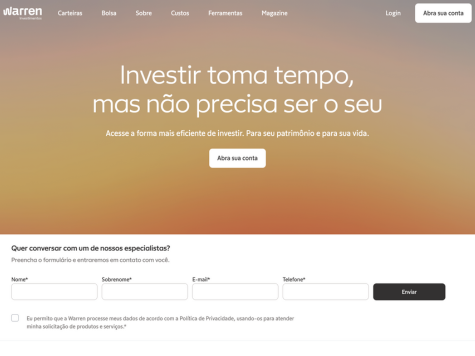 Warren
Investimentos
Carteiras
Bolsa
Sobre
Custos
Ferramentas
Magazine
Login
Abra sua conta
Investir toma tempo,
mas não precisa ser o seu
Acesse a forma mais eficiente de investir. Para seu patrimônio e para sua vida.
Abra sua conta
Quer conversar com um de nossos especialistas?
Preencha o formulário e entraremos em contato com você.
Nome*
Sobrenome*
E-mail*
Telefone*
Enviar
Eu permito que a Warren processe meus dados de acordo com a Política de Privacidade, usando-os para atender
minha solicitação de produtos e serviços.*